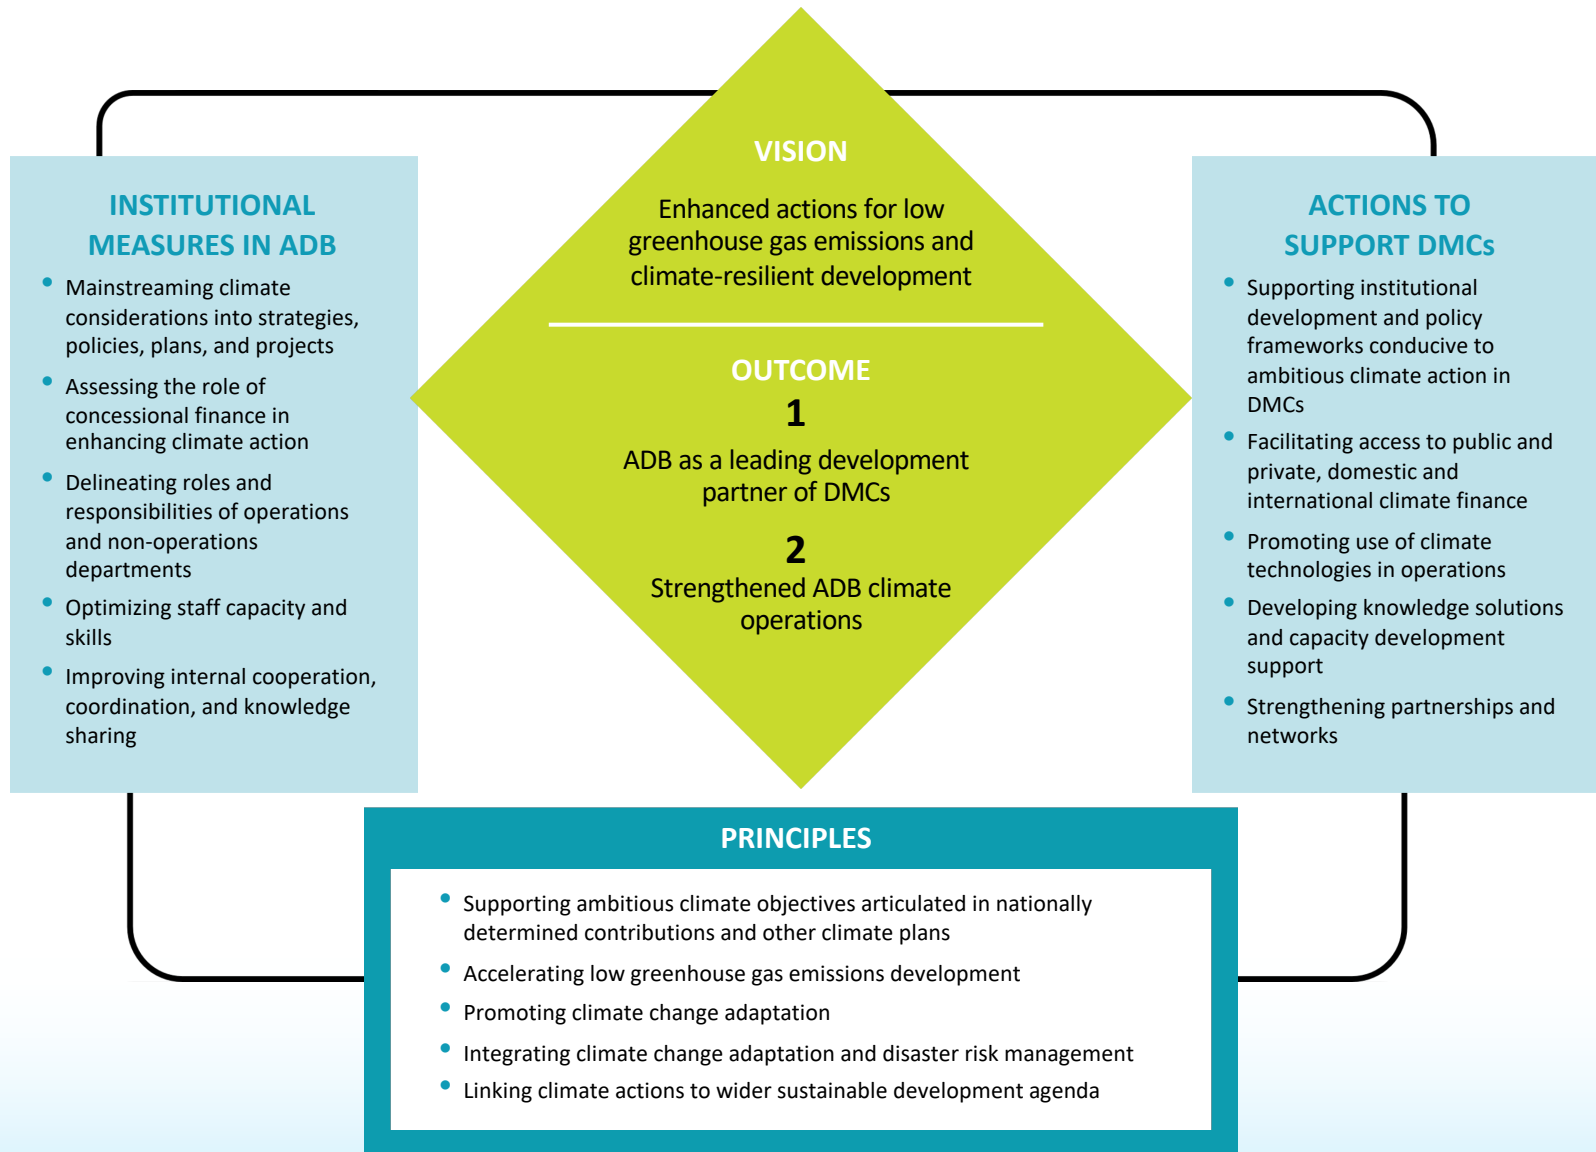 VISION
Enhanced actions for low
greenhouse gas emissions and
climate-resilient development
OUTCOME
1
ADB as a leading development
partner of DMCs
2
Strengthened ADB climate
operations
INSTITUTIONAL
MEASURES IN ADB
• Mainstreaming climate
considerations into strategies,
policies, plans, and projects
• Assessing the role of
concessional finance in
enhancing climate action
• Delineating roles and
responsibilities of operations
and non-operations
departments
• Optimizing staff capacity and
skills
• Improving internal cooperation,
coordination, and knowledge
sharing
ACTIONS TO
SUPPORT DMCs
• Supporting institutional
development and policy
frameworks conducive to
ambitious climate action in
DMCs
• Facilitating access to public and
private, domestic and
international climate finance
• Promoting use of climate
technologies in operations
• Developing knowledge solutions
and capacity development
support
• Strengthening partnerships and
networks
PRINCIPLES
• Supporting ambitious climate objectives articulated in nationally
determined contributions and other climate plans
• Accelerating low greenhouse gas emissions development
• Promoting climate change adaptation
• Integrating climate change adaptation and disaster risk management
• Linking climate actions to wider sustainable development agenda